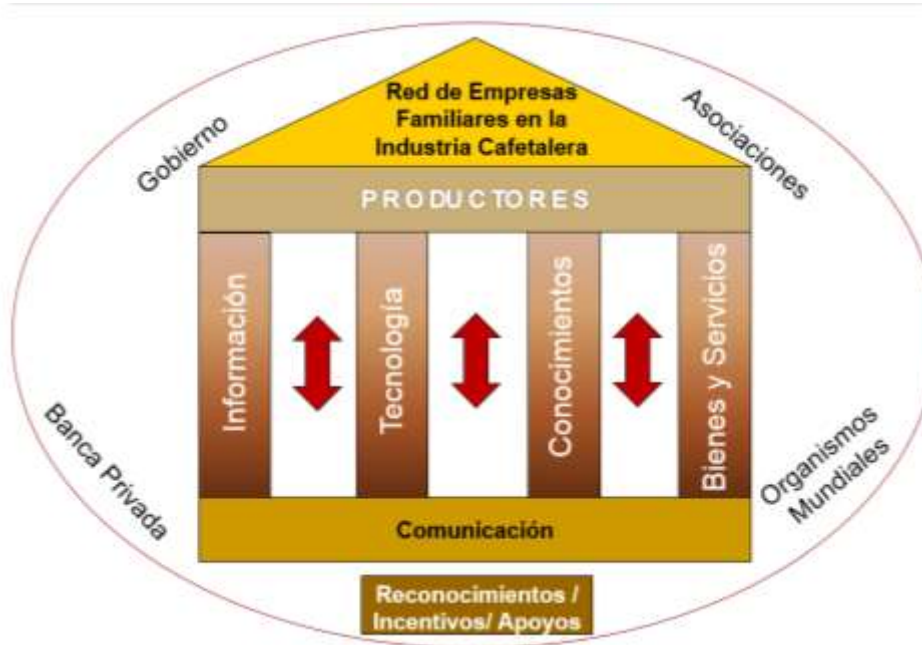 Red de Empresas
Familiares en la
Industria Cafetalera
Gobierno
Asociaciones
PRODUCTORES
Información
Tecnología
Conocimientos
Bienes y Servicios
Banca Privada
Organismos
Mundiales
Comunicación
Reconocimientos /
Incentivos/ Apoyos